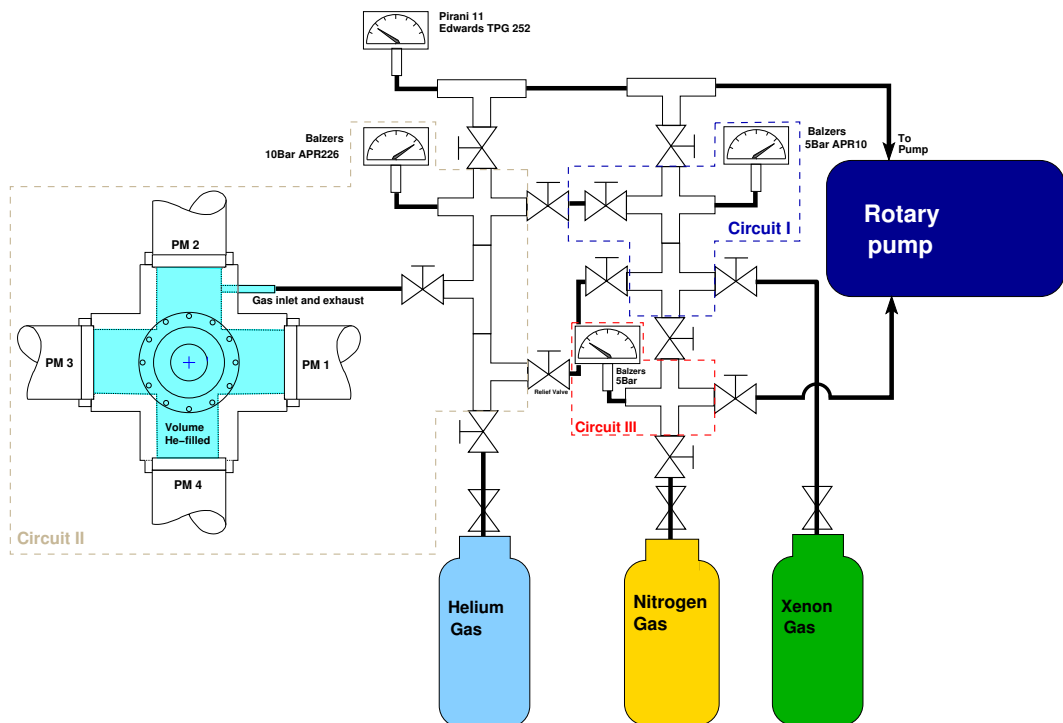 Pirani 11
Edwards TPG 252
Balzers
10Bar APR226
Balzers
5Bar APR10
To
Pump
Rotary
pump
Circuit I
PM 2
Gas inlet and exhaust
PM 3
PM 1
Balzers
5Bar
Relief Valve
Volume
He−filled
Circuit III
PM 4
Circuit II
Helium
Gas
Nitrogen
Gas
Xenon
Gas